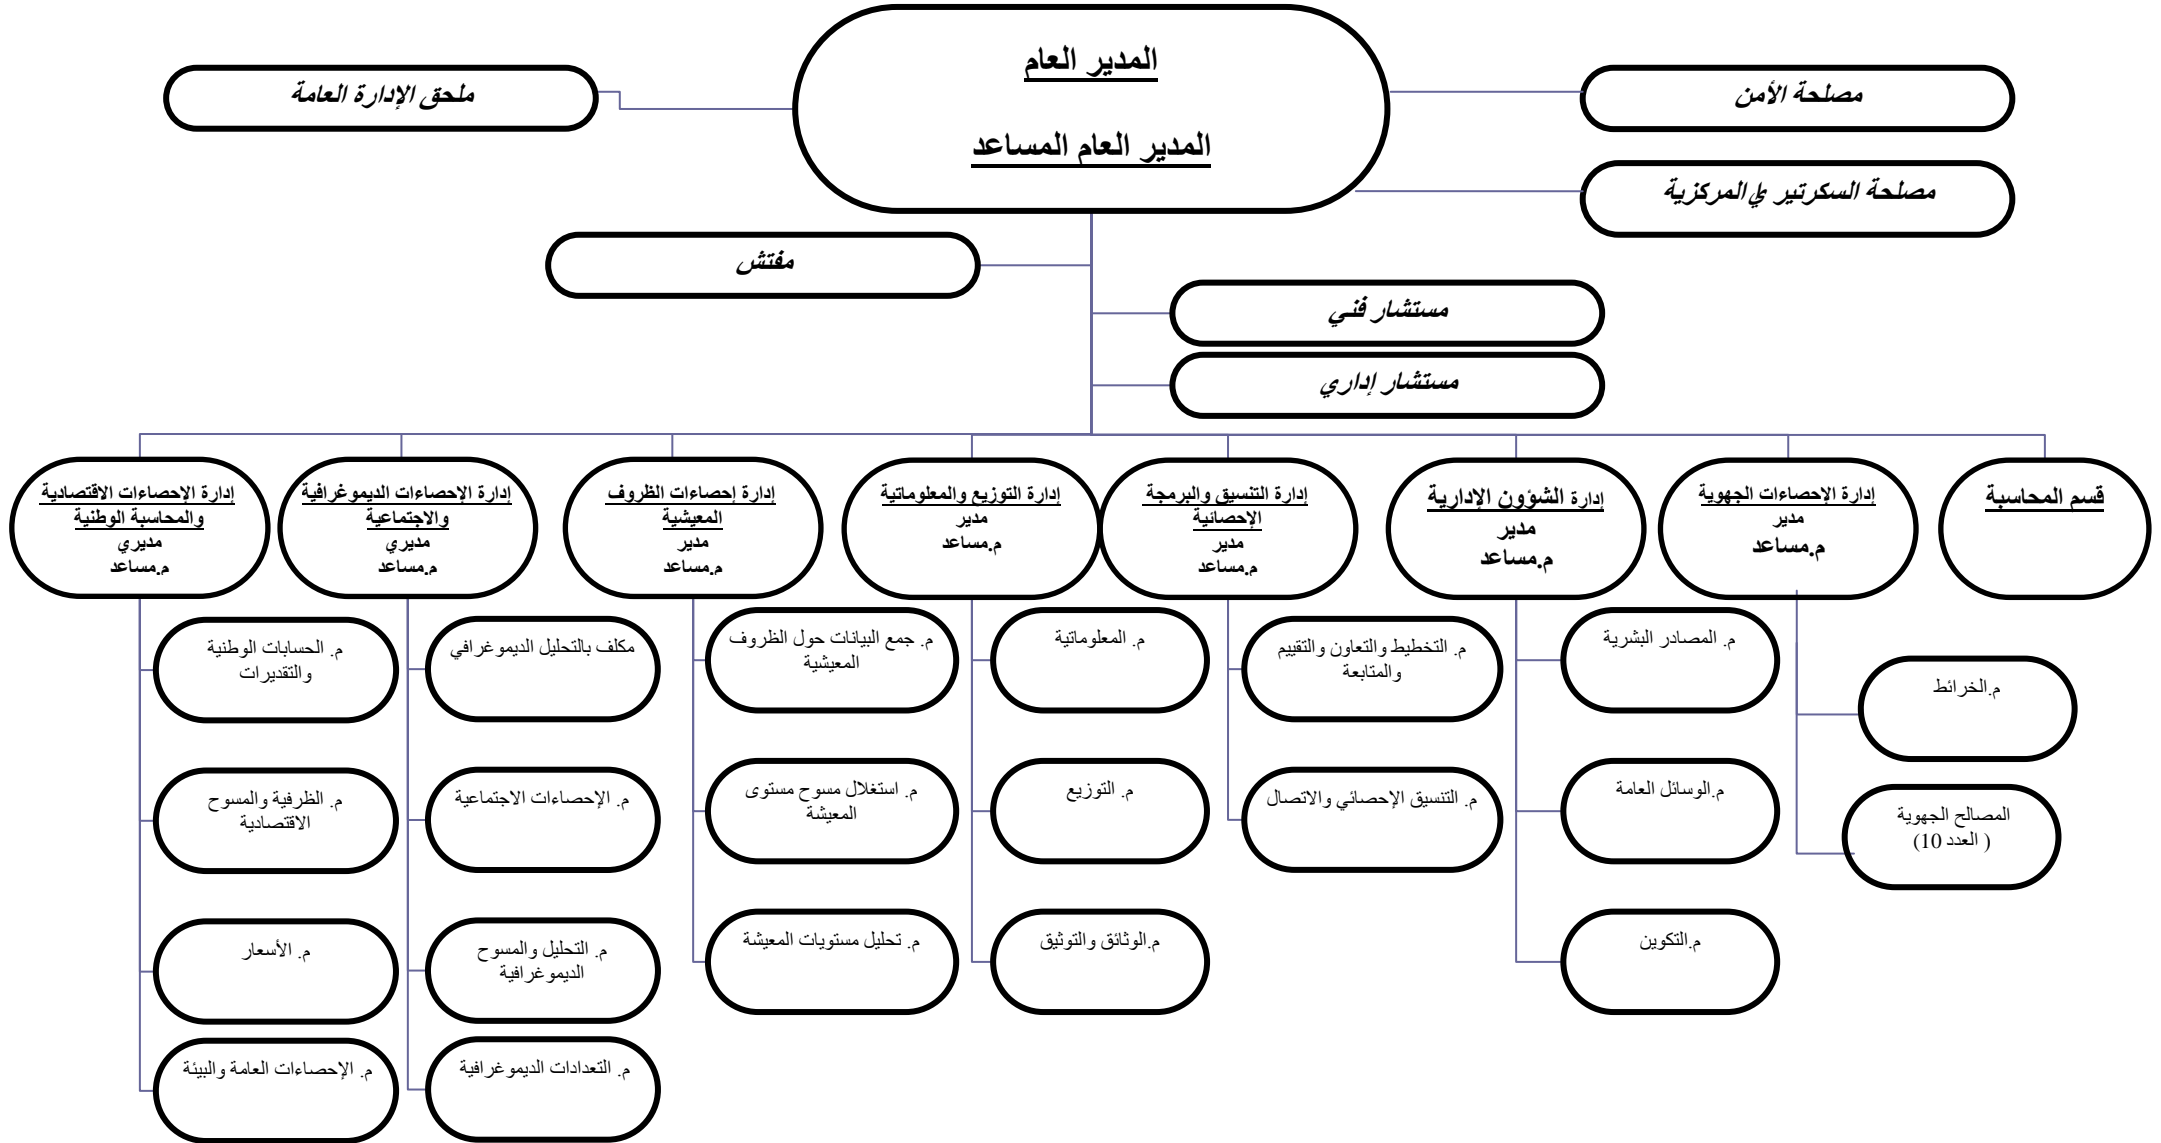 المدير العام
المدير العام المساعد
مصلحة الأمن
ملحق الإدارة العامة
مصلحة السكرتير ي المركزية
مفتش
مستشار فني
مستشار إداري
قسم المحاسبة
إدارة الإحصاءات الجهوية
مدير
م.مساعد
إدارة الشؤون الإدارية
مدير
م.مساعد
إدارة التنسيق والبرمجة
الإحصائية
مدير
م.مساعد
إدارة التوزيع والمعلوماتية
مدير
م.مساعد
إدارة إحصاءات الظروف
المعيشية
مدير
م.مساعد
إدارة الإحصاءات الديموغرافية
والاجتماعية
مديري
م.مساعد
إدارة الإحصاءات الاقتصادية
والمحاسبة الوطنية
مديري
م.مساعد
م.الخرائط
المصالح الجهوية
( العدد 10)
م. المصادر البشرية
م.الوسائل العامة
م.التكوين
م. التخطيط والتعاون والتقييم
والمتابعة
م. التنسيق الإحصائي والاتصال
م. المعلوماتية
م. التوزيع
م.الوثائق والتوثيق
م. جمع البيانات حول الظروف
المعيشية
م. استغلال مسوح مستوى
المعيشة
م. تحليل مستويات المعيشة
مكلف بالتحليل الديموغرافي
م. الإحصاءات الاجتماعية
م. التحليل والمسوح
الديموغرافية
م. التعدادات الديموغرافية
م. الحسابات الوطنية
والتقديرات
م. الظرفية والمسوح
الاقتصادية
م. الأسعار
م. الإحصاءات العامة والبيئة